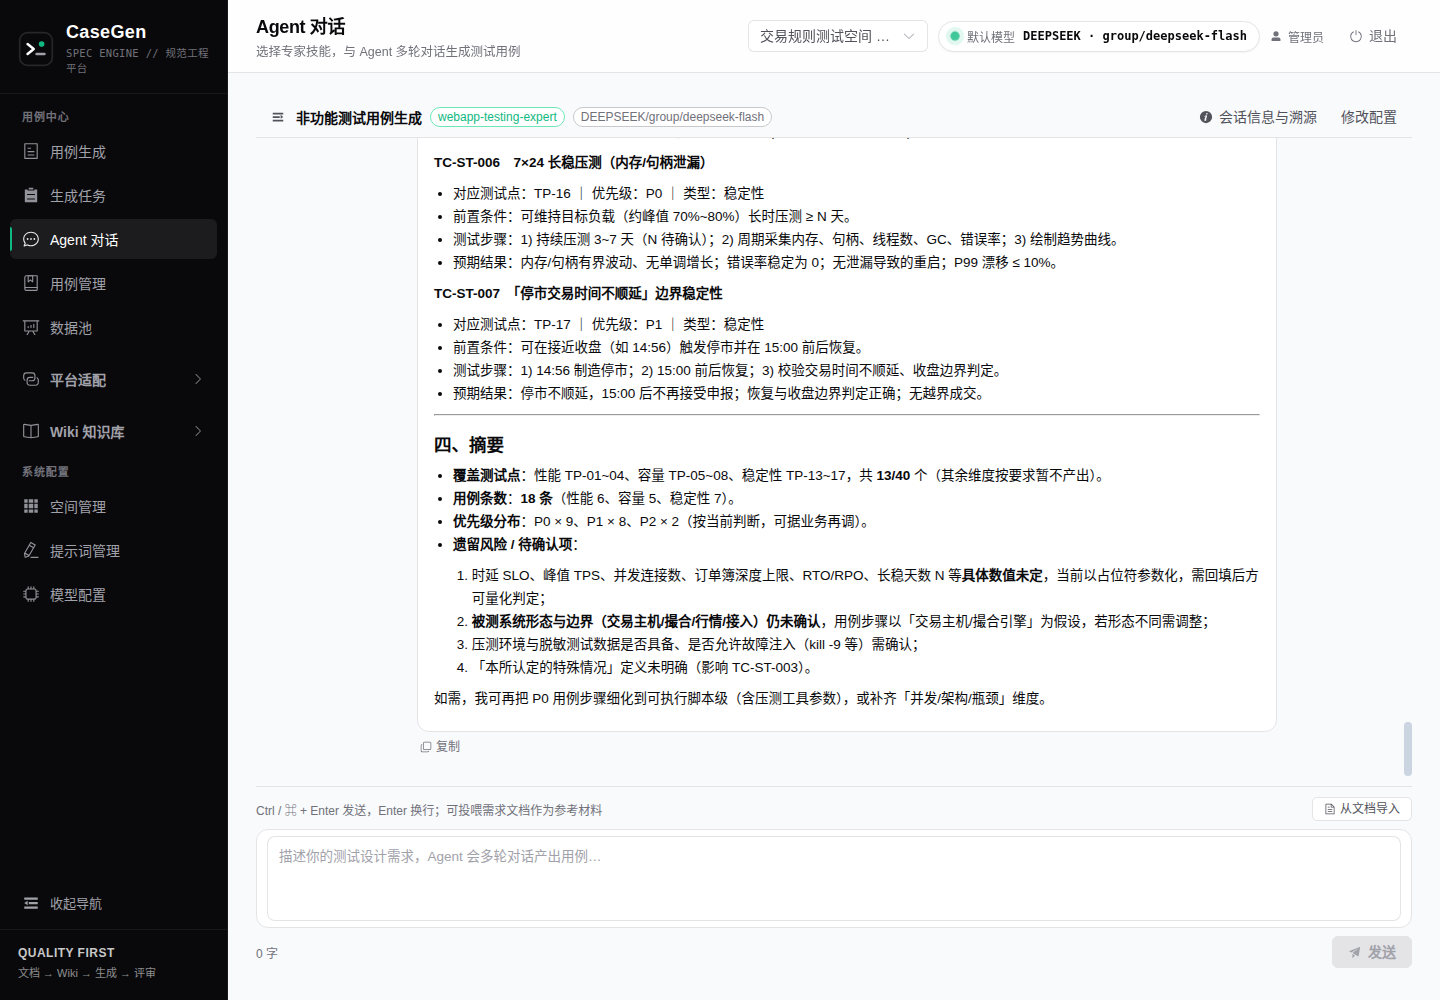 CaseGen
SPEC ENGINE // 规范工程
平台
用例中心
用例生成
生成任务
Agent 对话
用例管理
数据池
平台适配
Wiki 知识库
系统配置
空间管理
提示词管理
模型配置
收起导航
QUALITY FIRST
文档 → Wiki → 生成 → 评审
Agent 对话
选择专家技能，与 Agent 多轮对话生成测试用例
交易规则测试空间 ...
默认模型 DEEPSEEK · group/deepseek-flash
管理员
退出
非功能测试用例生成 webapp-testing-expert DEEPSEEK/group/deepseek-flash
会话信息与溯源
修改配置
TC-ST-006 7×24 长稳压测（内存/句柄泄漏）
• 对应测试点：TP-16 ｜ 优先级：P0 ｜ 类型：稳定性
• 前置条件：可维持目标负载（约峰值 70%~80%）长时压测 ≥ N 天。
• 测试步骤：1) 持续压测 3~7 天（N 待确认）；2) 周期采集内存、句柄、线程数、GC、错误率；3) 绘制趋势曲线。
• 预期结果：内存/句柄有界波动、无单调增长；错误率稳定为 0；无泄漏导致的重启；P99 漂移 ≤ 10%。
TC-ST-007 「停市交易时间不顺延」边界稳定性
• 对应测试点：TP-17 ｜ 优先级：P1 ｜ 类型：稳定性
• 前置条件：可在接近收盘（如 14:56）触发停市并在 15:00 前后恢复。
• 测试步骤：1) 14:56 制造停市；2) 15:00 前后恢复；3) 校验交易时间不顺延、收盘边界判定。
• 预期结果：停市不顺延，15:00 后不再接受申报；恢复与收盘边界判定正确；无越界成交。
四、摘要
• 覆盖测试点：性能 TP-01~04、容量 TP-05~08、稳定性 TP-13~17，共 13/40 个（其余维度按要求暂不产出）。
• 用例条数：18 条（性能 6、容量 5、稳定性 7）。
• 优先级分布：P0 × 9、P1 × 8、P2 × 2（按当前判断，可据业务再调）。
• 遗留风险 / 待确认项：
1. 时延 SLO、峰值 TPS、并发连接数、订单簿深度上限、RTO/RPO、长稳天数 N 等具体数值未定，当前以占位符参数化，需回填后方
可量化判定；
2. 被测系统形态与边界（交易主机/撮合/行情/接入）仍未确认，用例步骤以「交易主机/撮合引擎」为假设，若形态不同需调整；
3. 压测环境与脱敏测试数据是否具备、是否允许故障注入（kill -9 等）需确认；
4. 「本所认定的特殊情况」定义未明确（影响 TC-ST-003）。
如需，我可再把 P0 用例步骤细化到可执行脚本级（含压测工具参数），或补齐「并发/架构/瓶颈」维度。
复制
Ctrl / ⌘ + Enter 发送，Enter 换行；可投喂需求文档作为参考材料
从文档导入
描述你的测试设计需求，Agent 会多轮对话产出用例…
0 字
发送